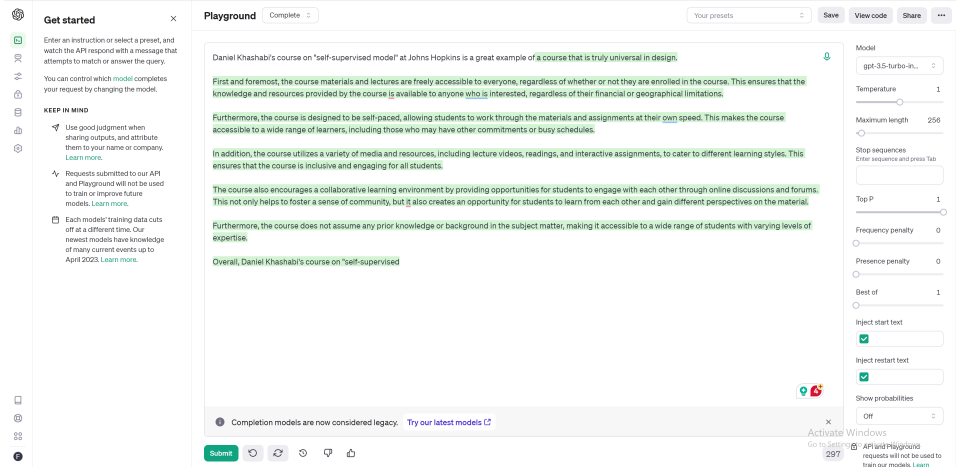 Get started
Enter an instruction or select a preset, and
watch the API respond with a message that
attempts to match or answer the query.
You can control which model completes
your request by changing the model.
KEEP IN MIND
Use good judgment when
sharing outputs, and attribute
them to your name or company.
Learn more.
Requests submitted to our API
and Playground will not be used
to train or improve future
models. Learn more.
Each models' training data cuts
off at a different time. Our
newest models have knowledge
of many current events up to
April 2023. Learn more.
F
Playground
Complete
Your presets
Save
View code
Share
Daniel Khashabi's course on "self-supervised model" at Johns Hopkins is a great example of a course that is truly universal in design.
First and foremost, the course materials and lectures are freely accessible to everyone, regardless of whether or not they are enrolled in the course. This ensures that the
knowledge and resources provided by the course is available to anyone who is interested, regardless of their financial or geographical limitations.
Furthermore, the course is designed to be self-paced, allowing students to work through the materials and assignments at their own speed. This makes the course
accessible to a wide range of learners, including those who may have other commitments or busy schedules.
In addition, the course utilizes a variety of media and resources, including lecture videos, readings, and interactive assignments, to cater to different learning styles. This
ensures that the course is inclusive and engaging for all students.
The course also encourages a collaborative learning environment by providing opportunities for students to engage with each other through online discussions and forums.
This not only helps to foster a sense of community, but it also creates an opportunity for students to learn from each other and gain different perspectives on the material.
Furthermore, the course does not assume any prior knowledge or background in the subject matter, making it accessible to a wide range of students with varying levels of
expertise.
Overall, Daniel Khashabi's course on "self-supervised
Completion models are now considered legacy. Try our latest models
Submit
297
Model
gpt-3.5-turbo-in...
Temperature 1
Maximum length 256
Stop sequences
Enter sequence and press Tab
Top P 1
Frequency penalty 0
Presence penalty 0
Best of 1
Inject start text
Inject restart text
Show probabilities
Off
Activate Windows
Go to Settings
API and Playground
requests will not be used to
train our models. Learn